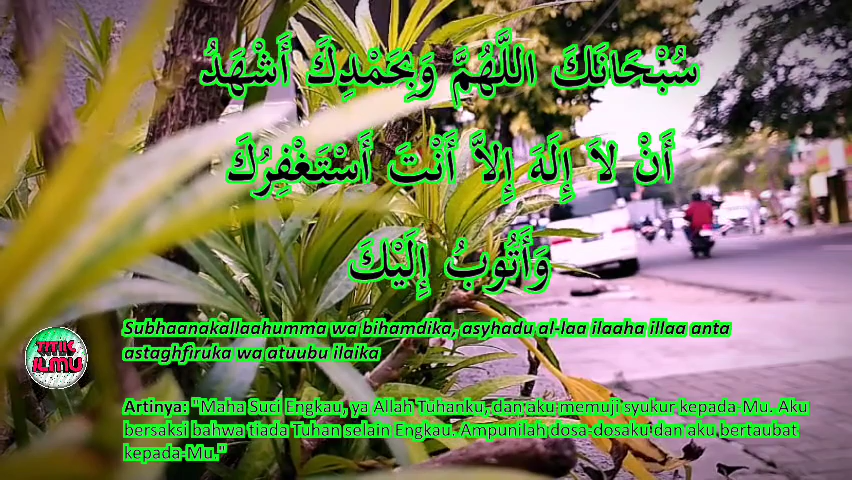 سُبْحَانَكَ اللَّهُمَّ وَبِحَمْدِكَ أَشْهَدُ
أَنْ لاَ إِلَهَ إِلاَّ أَنْتَ أَسْتَغْفِرُكَ
وَأَتُوبُ إِلَيْكَ
Subhaanakallaahumma wa bihamdika, asyhadu al-laa ilaaha illaa anta
astaghfiruka wa atuubu ilaika
TITIK
ILMU
Artinya: "Maha Suci Engkau, ya Allah Tuhanku, dan aku memuji syukur kepada-Mu. Aku
bersaksi bahwa tiada Tuhan selain Engkau. Ampunilah dosa-dosaku dan aku bertaubat
kepada-Mu."